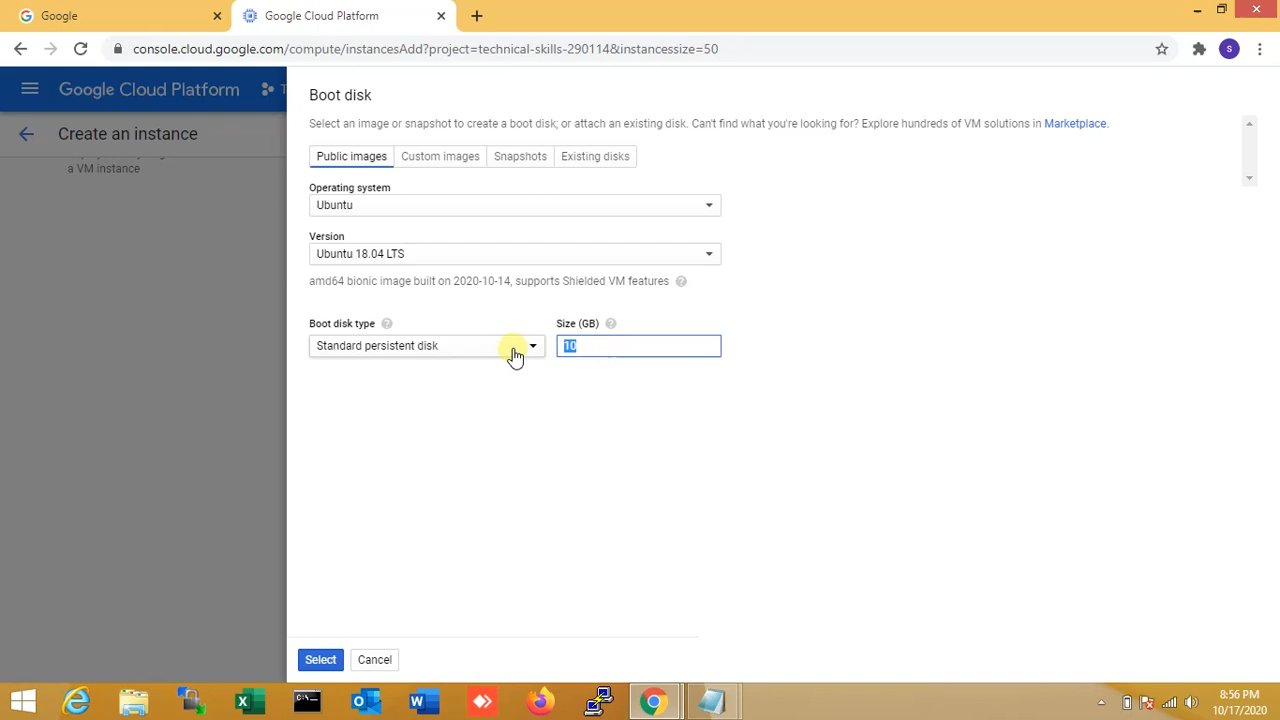 Google
Google Cloud Platform
console.cloud.google.com/compute/instancesAdd?project=technical-skills-290114&instancessize=50
S
Google Cloud Platform
T
Create an instance
a VM instance
Boot disk
Select an image or snapshot to create a boot disk; or attach an existing disk. Can't find what you're looking for? Explore hundreds of VM solutions in Marketplace.
Public images
Custom images
Snapshots
Existing disks
Operating system
Ubuntu
Version
Ubuntu 18.04 LTS
amd64 bionic image built on 2020-10-14, supports Shielded VM features
Boot disk type
Size (GB)
Standard persistent disk
10
Select
Cancel
8:56 PM
10/17/2020